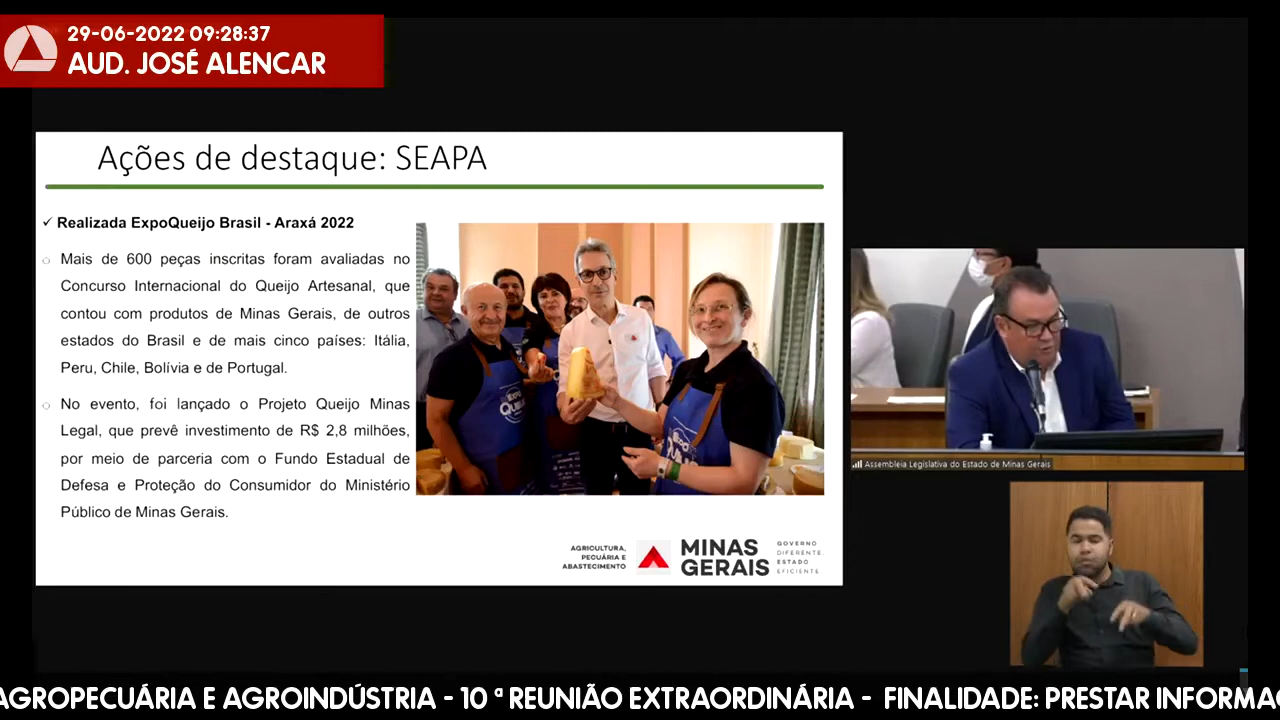 29-06-2022 09:28:37
AUD. JOSÉ ALENCAR
Ações de destaque: SEAPA
✓ Realizada ExpoQueijo Brasil - Araxá 2022
○ Mais de 600 peças inscritas foram avaliadas no
Concurso Internacional do Queijo Artesanal, que
contou com produtos de Minas Gerais, de outros
estados do Brasil e de mais cinco países: Itália,
Peru, Chile, Bolívia e de Portugal.
○ No evento, foi lançado o Projeto Queijo Minas
Legal, que prevê investimento de R$ 2,8 milhões,
por meio de parceria com o Fundo Estadual de
Defesa e Proteção do Consumidor do Ministério
Público de Minas Gerais.
AGRICULTURA,
PECUÁRIA E
ABASTECIMENTO
MINAS
GERAIS
GOVERNO
DIFERENTE.
ESTADO
EFICIENTE.
Assembleia Legislativa do Estado de Minas Gerais
AGROPECUÁRIA E AGROINDÚSTRIA - 10 ª REUNIÃO EXTRAORDINÁRIA - FINALIDADE: PRESTAR INFORMAÇ